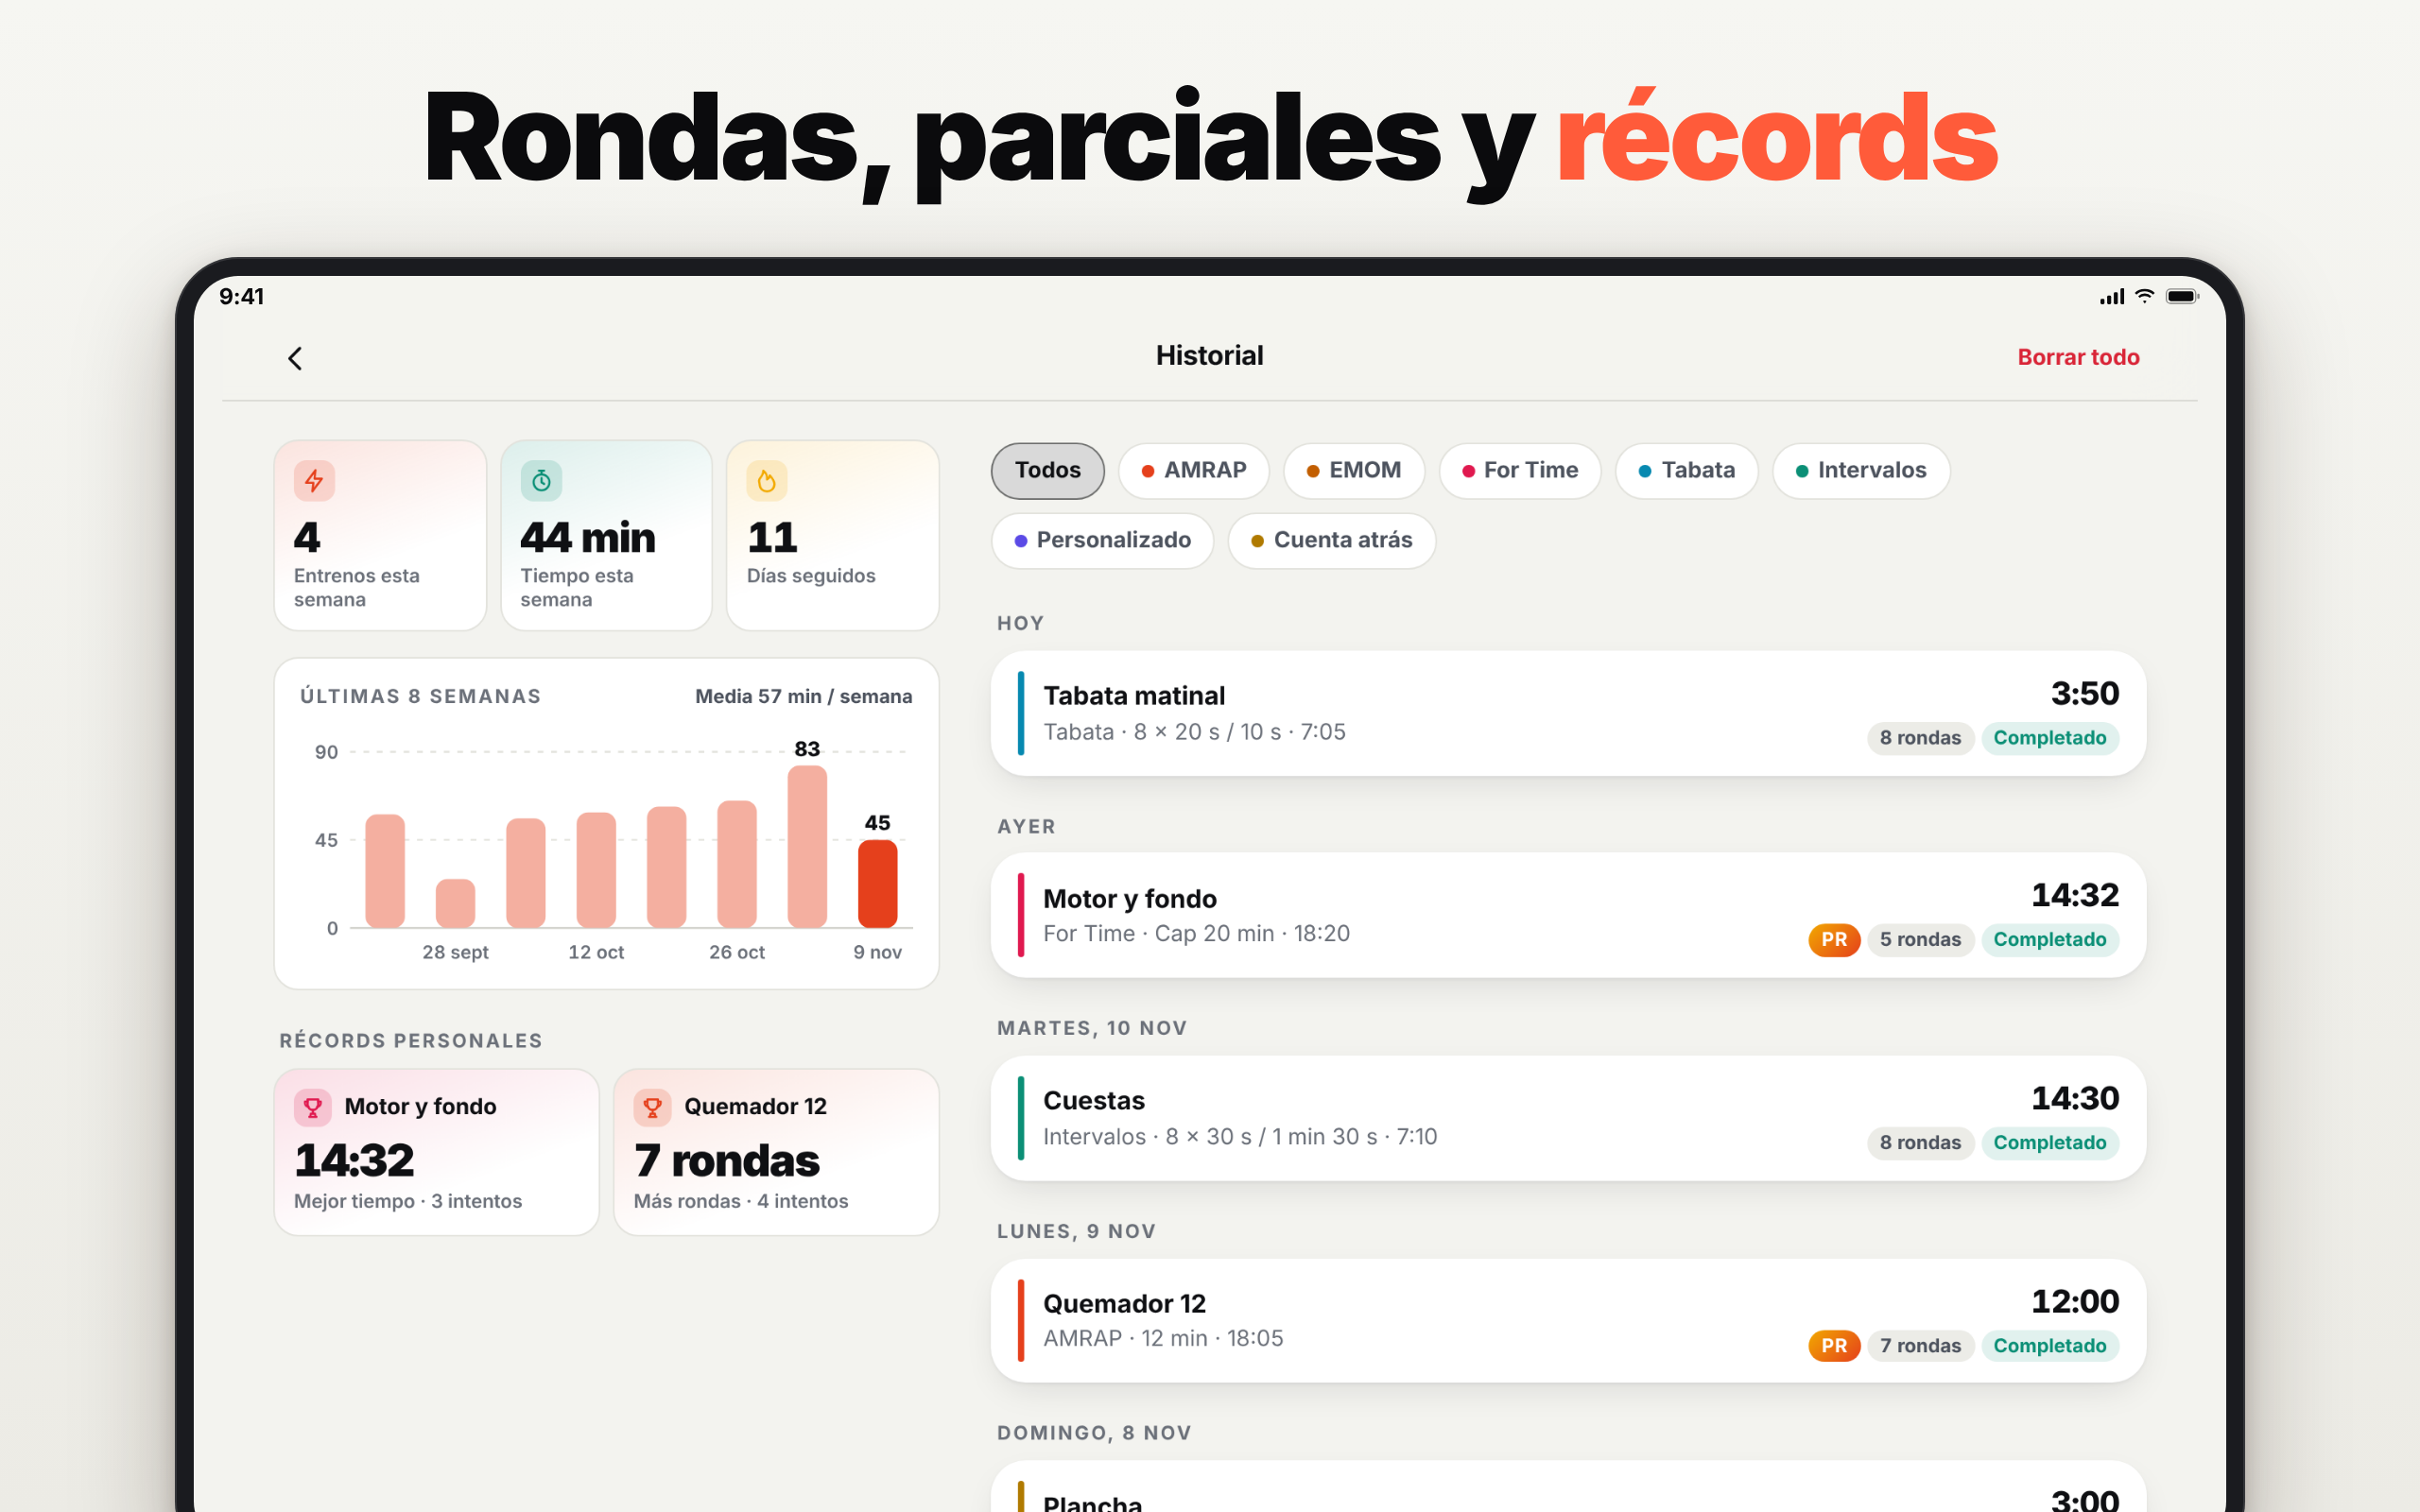 Rondas, parciales y récords
9:41
Historial
Borrar todo
4
Entrenos esta
semana
44 min
Tiempo esta
semana
11
Días seguidos
ÚLTIMAS 8 SEMANAS
Media 57 min / semana
90
45
0
83
45
28 sept
12 oct
26 oct
9 nov
RÉCORDS PERSONALES
Motor y fondo
14:32
Mejor tiempo · 3 intentos
Quemador 12
7 rondas
Más rondas · 4 intentos
Todos
AMRAP
EMOM
For Time
Tabata
Intervalos
Personalizado
Cuenta atrás
HOY
Tabata matinal
Tabata · 8 × 20 s / 10 s · 7:05
3:50
8 rondas
Completado
AYER
Motor y fondo
For Time · Cap 20 min · 18:20
14:32
PR
5 rondas
Completado
MARTES, 10 NOV
Cuestas
Intervalos · 8 × 30 s / 1 min 30 s · 7:10
14:30
8 rondas
Completado
LUNES, 9 NOV
Quemador 12
AMRAP · 12 min · 18:05
12:00
PR
7 rondas
Completado
DOMINGO, 8 NOV
Plancha
3:00